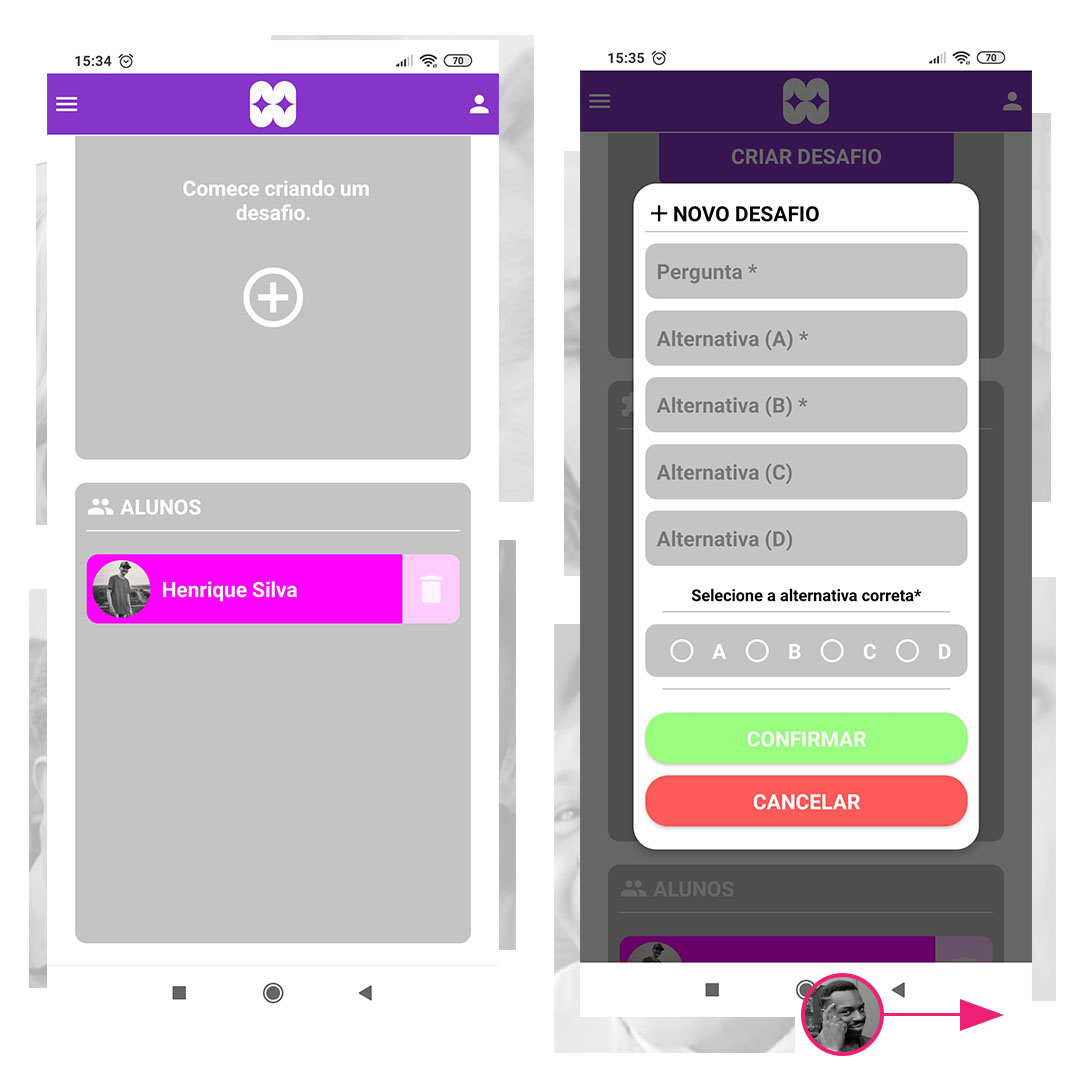 15:34
70
Comece criando um
desafio.
ALUNOS
Henrique Silva
15:35
70
CRIAR DESAFIO
NOVO DESAFIO
Pergunta *
Alternativa (A) *
Alternativa (B) *
Alternativa (C)
Alternativa (D)
Selecione a alternativa correta*
A B C D
CONFIRMAR
CANCELAR
ALUNOS